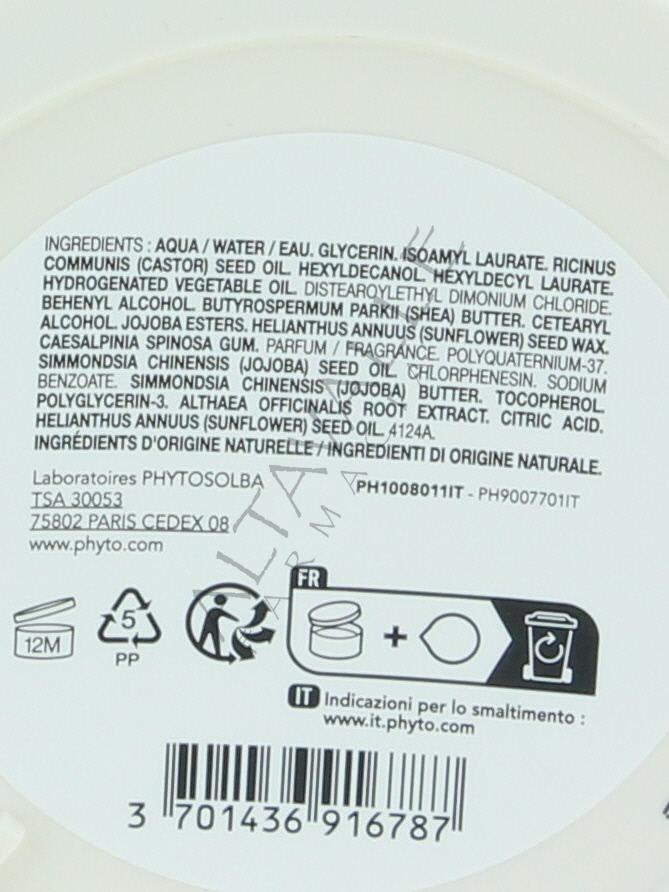 INGREDIENTS : AQUA / WATER / EAU. GLYCERIN. ISOAMYL LAURATE. RICINUS
COMMUNIS (CASTOR) SEED OIL. HEXYLDECANOL. HEXYLDECYL LAURATE.
HYDROGENATED VEGETABLE OIL. DISTEAROYLETHYL DIMONIUM CHLORIDE.
BEHENYL ALCOHOL. BUTYROSPERMUM PARKII (SHEA) BUTTER. CETEARYL
ALCOHOL. JOJOBA ESTERS. HELIANTHUS ANNUUS (SUNFLOWER) SEED WAX.
CAESALPINIA SPINOSA GUM. PARFUM / FRAGRANCE. POLYQUATERNIUM-37.
SIMMONDSIA CHINENSIS (JOJOBA) SEED OIL. CHLORPHENESIN. SODIUM
BENZOATE. SIMMONDSIA CHINENSIS (JOJOBA) BUTTER. TOCOPHEROL.
POLYGLYCERIN-3. ALTHAEA OFFICINALIS ROOT EXTRACT. CITRIC ACID.
HELIANTHUS ANNUUS (SUNFLOWER) SEED OIL. 4124A.
INGRÉDIENTS D'ORIGINE NATURELLE / INGREDIENTI DI ORIGINE NATURALE.
Laboratoires PHYTOSOLBA
TSA 30053
75802 PARIS CEDEX 08
www.phyto.com
PH1008011IT - PH9007701IT
ALTAVALLE
FARMACIE
12M
5
PP
FR
+
IT Indicazioni per lo smaltimento :
www.it.phyto.com
3 701436 916787